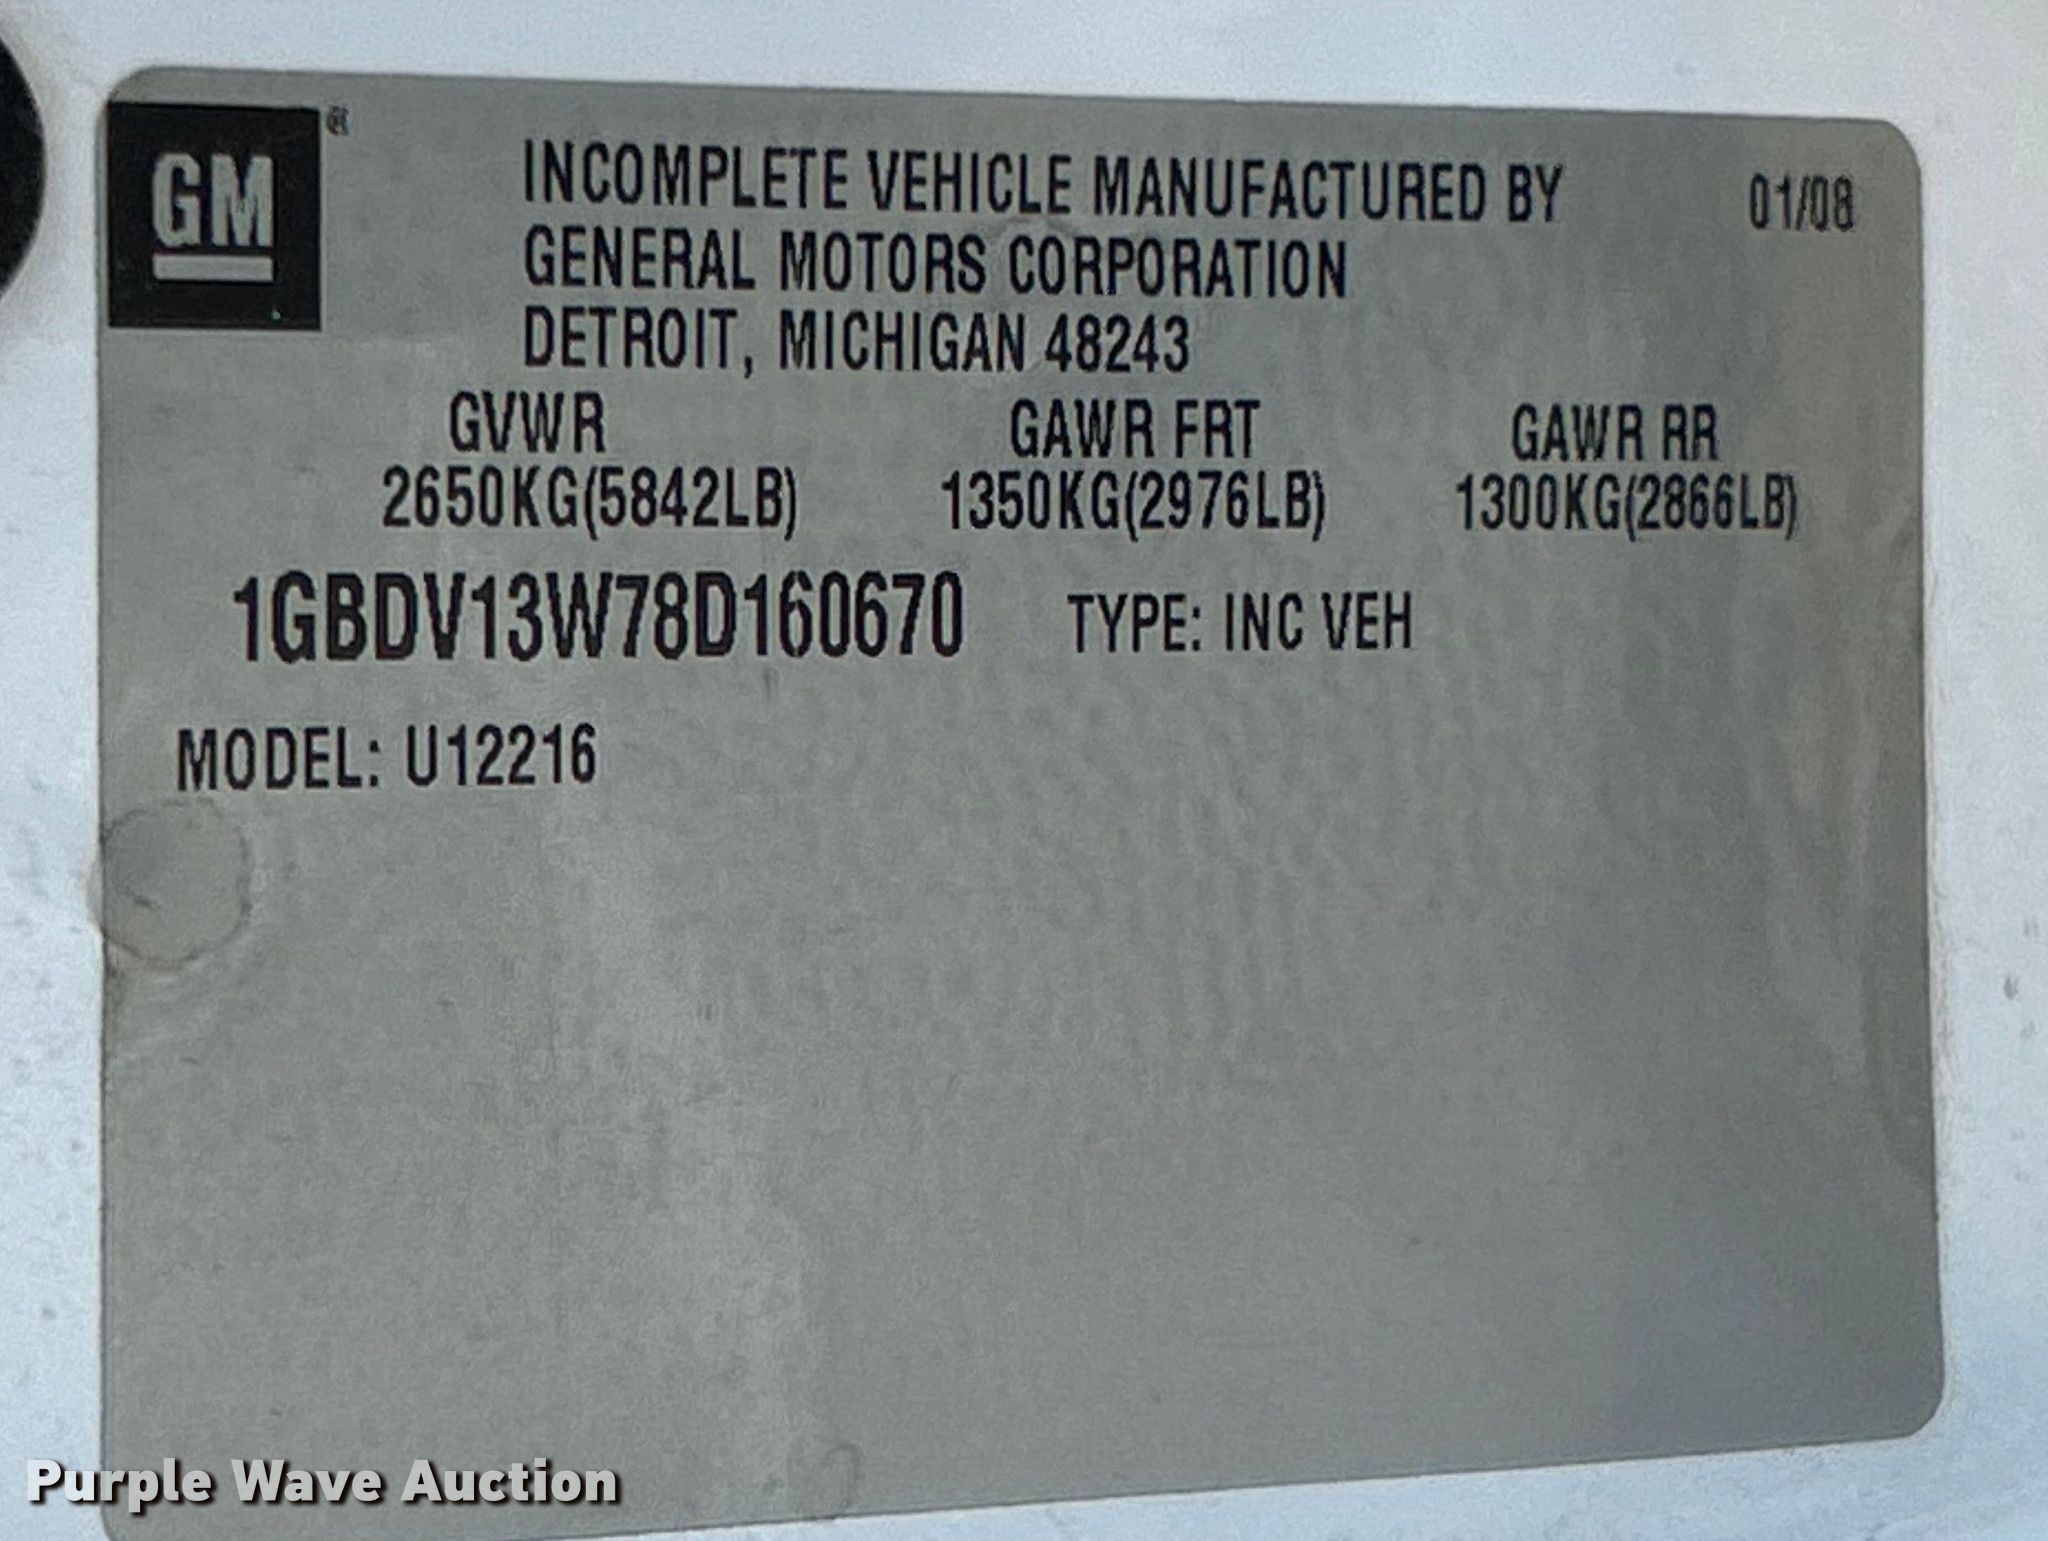 GM ®
INCOMPLETE VEHICLE MANUFACTURED BY 01/08
GENERAL MOTORS CORPORATION
DETROIT, MICHIGAN 48243
GVWR GAWR FRT GAWR RR
2650KG(5842LB) 1350KG(2976LB) 1300KG(2866LB)
1GBDV13W78D160670 TYPE: INC VEH
MODEL: U12216
Purple Wave Auction